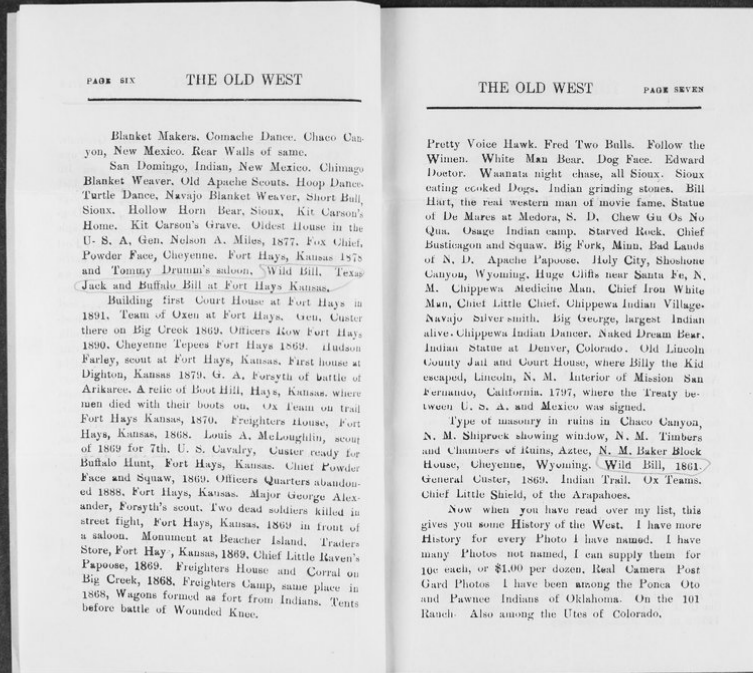 PAGE SIX THE OLD WEST
Blanket Makers. Comache Dance. Chaco Can-
yon, New Mexico. Rear Walls of same.
San Domingo, Indian, New Mexico. Chimago
Blanket Weaver. Old Apache Scouts. Hoop Dance.
Turtle Dance, Navajo Blanket Weaver, Short Bull,
Sioux. Hollow Horn Bear, Sioux, Kit Carson's
Home. Kit Carson's Grave. Oldest House in the
U. S. A, Gen. Nelson A. Miles, 1877. Fox Chief,
Powder Face, Cheyenne. Fort Hays, Kansas 1878
and Tommy Drumm's saloon, Wild Bill, Texas
Jack and Buffalo Bill at Fort Hays Kansas.
Building first Court House at Fort Hays in
1891. Team of Oxen at Fort Hays. Gen, Custer
there on Big Creek 1869. Officers Row Fort Hays
1890. Cheyenne Tepees Fort Hays 1869. Hudson
Farley, scout at Fort Hays, Kansas. First house at
Dighton, Kansas 1879. G. A. Forsyth of battle of
Arikaree. A relic of Boot Hill, Hays, Kansas. where
men died with their boots on. Ox Team on trail
Fort Hays Kansas, 1870. Freighters House, Fort
Hays, Kansas, 1868. Louis A. McLoughlin, scout
of 1869 for 7th. U. S. Cavalry, Custer ready for
Buffalo Hunt, Fort Hays, Kansas. Chief Powder
Face and Squaw, 1869. Officers Quarters abandon-
ed 1888. Fort Hays, Kansas. Major George Alex-
ander, Forsyth's scout. Two dead soldiers killed in
street fight, Fort Hays, Kansas. 1869 in front of
a saloon. Monument at Beacher Island. Traders
Store, Fort Hay, Kansas, 1869. Chief Little Raven's
Papoose, 1869. Freighters House and Corral on
Big Creek, 1868, Freighters Camp, same place in
1868, Wagons formed as fort from Indians. Tents
before battle of Wounded Knee.
THE OLD WEST PAGE SEVEN
Pretty Voice Hawk. Fred Two Bulls. Follow the
Wimen. White Man Bear. Dog Face. Edward
Doctor. Waanata night chase, all Sioux. Sioux
eating cooked Dogs. Indian grinding stones. Bill
Hart, the real western man of movie fame. Statue
of De Mares at Medora, S. D. Chew Gu Os No
Qua. Osage Indian camp. Starved Rock. Chief
Busticagon and Squaw. Big Fork, Minn. Bad Lands
of N. D. Apache Papoose. Holy City, Shoshone
Canyon, Wyoming. Huge Cliffs near Santa Fe, N.
M. Chippewa Medicine Man. Chief Iron White
Man, Chief Little Chief. Chippewa Indian Village.
Navajo Silversmith. Big George, largest Indian
alive. Chippewa Indian Dancer. Naked Dream Bear.
Indian Statue at Denver, Colorado. Old Lincoln
County Jail and Court House, where Billy the Kid
escaped, Lincoln, N. M. Interior of Mission San
Fernando, California. 1797, where the Treaty be-
tween U. S. A. and Mexico was signed.
Type of masonry in ruins in Chaco Canyon,
N. M. Shiprock showing window, N. M. Timbers
and Chambers of Ruins, Aztec, N. M. Baker Block
House, Cheyenne, Wyoming. Wild Bill, 1861.
General Custer, 1869. Indian Trail. Ox Teams.
Chief Little Shield, of the Arapahoes.
Now when you have read over my list, this
gives you some History of the West. I have more
History for every Photo I have named. I have
many Photos not named, I can supply them for
10c each, or $1.00 per dozen. Real Camera Post
Card Photos I have been among the Ponca Oto
and Pawnee Indians of Oklahoma. On the 101
Ranch. Also among the Utes of Colorado.